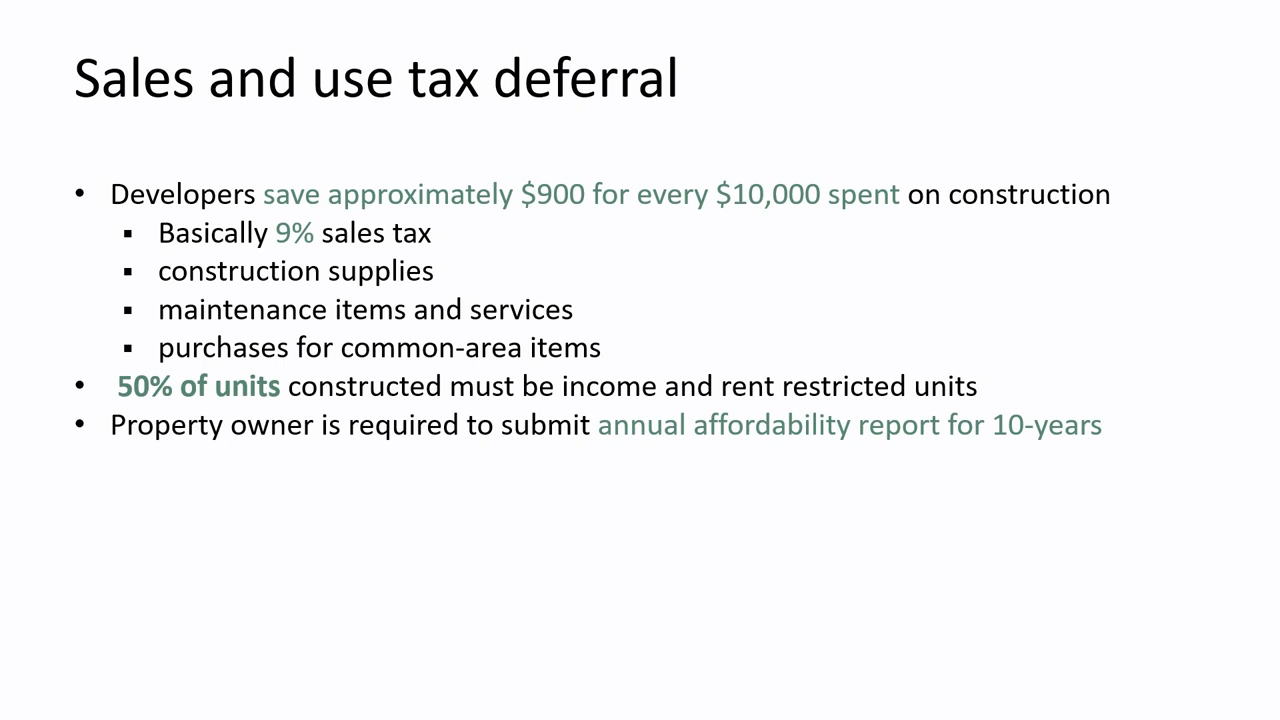 Sales and use tax deferral
• Developers save approximately $900 for every $10,000 spent on construction
▪ Basically 9% sales tax
▪ construction supplies
▪ maintenance items and services
▪ purchases for common-area items
• 50% of units constructed must be income and rent restricted units
• Property owner is required to submit annual affordability report for 10-years